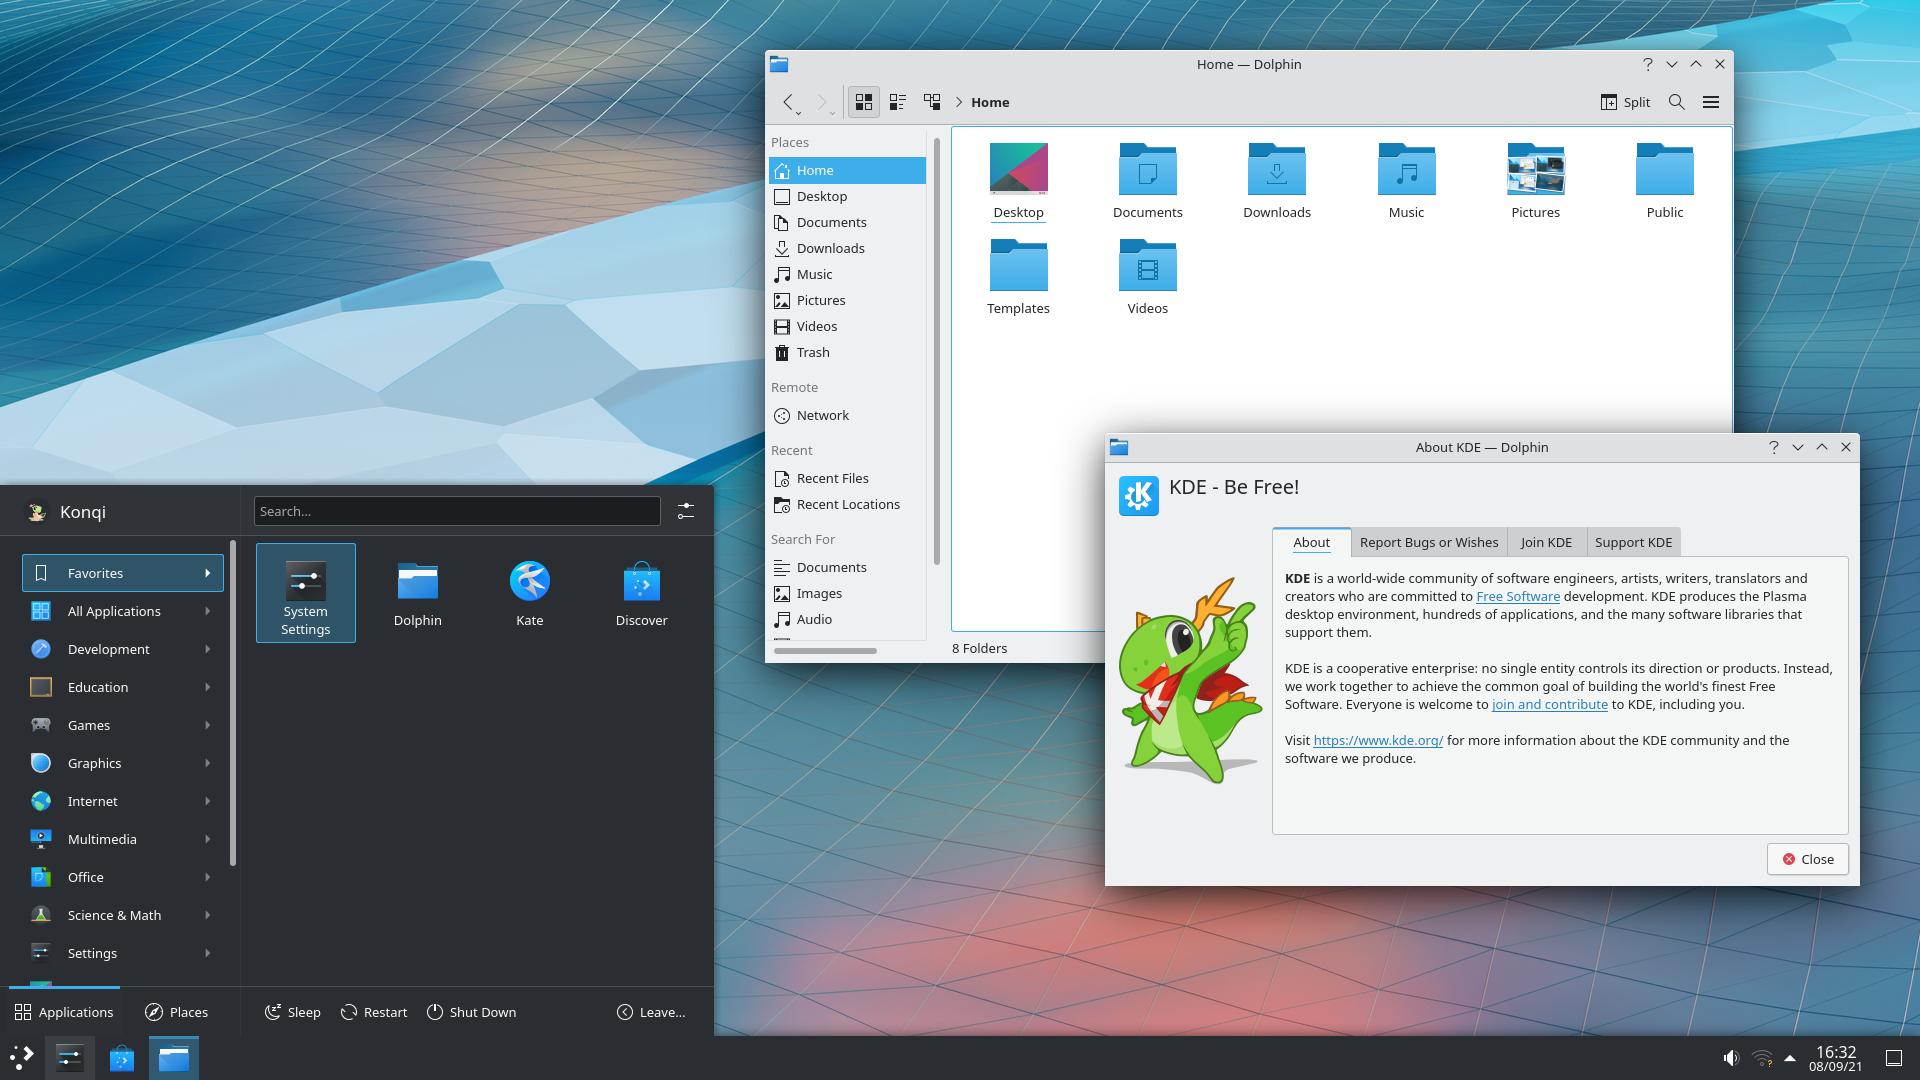 Home — Dolphin
Home
Split
Places
Home
Desktop
Documents
Downloads
Music
Pictures
Videos
Trash
Remote
Network
Recent
Recent Files
Recent Locations
Search For
Documents
Images
Audio
Desktop
Documents
Downloads
Music
Pictures
Public
Templates
Videos
8 Folders
About KDE — Dolphin
KDE - Be Free!
About
Report Bugs or Wishes
Join KDE
Support KDE
KDE is a world-wide community of software engineers, artists, writers, translators and
creators who are committed to Free Software development. KDE produces the Plasma
desktop environment, hundreds of applications, and the many software libraries that
support them.
KDE is a cooperative enterprise: no single entity controls its direction or products. Instead,
we work together to achieve the common goal of building the world's finest Free
Software. Everyone is welcome to join and contribute to KDE, including you.
Visit https://www.kde.org/ for more information about the KDE community and the
software we produce.
Close
Konqi
Search...
Favorites
All Applications
Development
Education
Games
Graphics
Internet
Multimedia
Office
Science & Math
Settings
System
Settings
Dolphin
Kate
Discover
Applications
Places
Sleep
Restart
Shut Down
Leave...
16:32
08/09/21